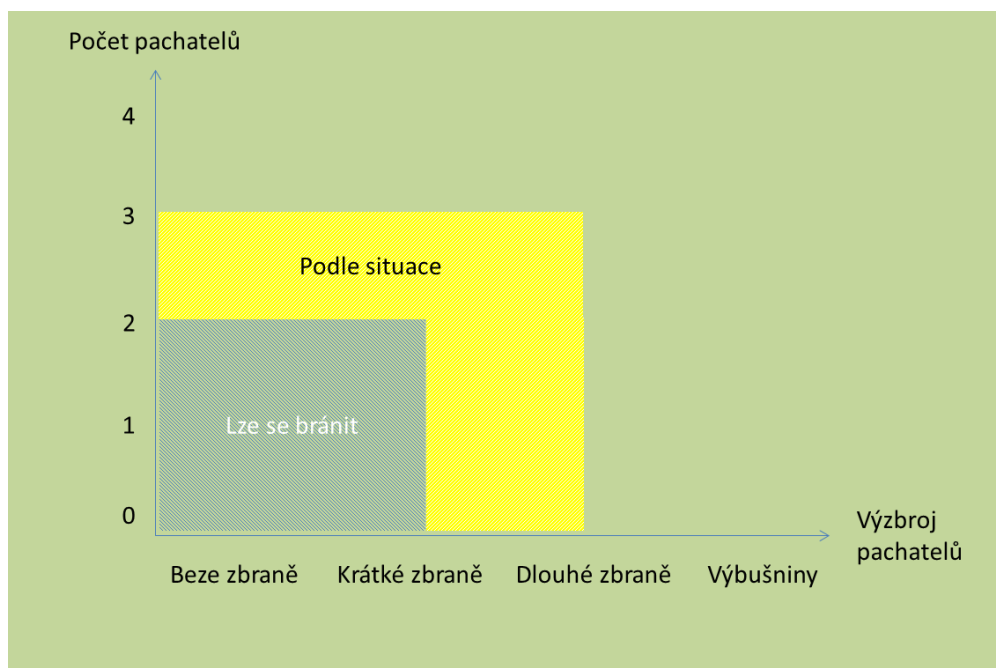 Počet pachatelů
4
3
Podle situace
2
Lze se bránit
1
0
Výzbroj
pachatelů
Beze zbraně Krátké zbraně Dlouhé zbraně Výbušniny